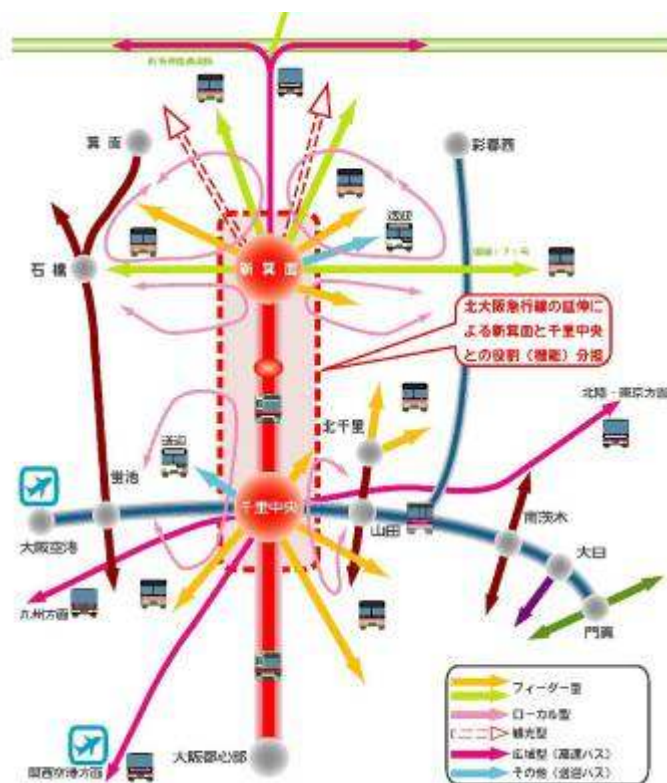 箕面
彩都西
送迎
新箕面
石橋
北大阪急行線の延伸に
よる新箕面と千里中央
との役割（機能）分担
北陸・東京方面
北千里
送迎
蛍池
千里中央
山田
南茨木
大阪空港
大日
九州方面
門真
フィーダー型
ローカル型
観光型
広域型（高速バス）
その他（送迎バス）
大阪都心部
関西空港方面